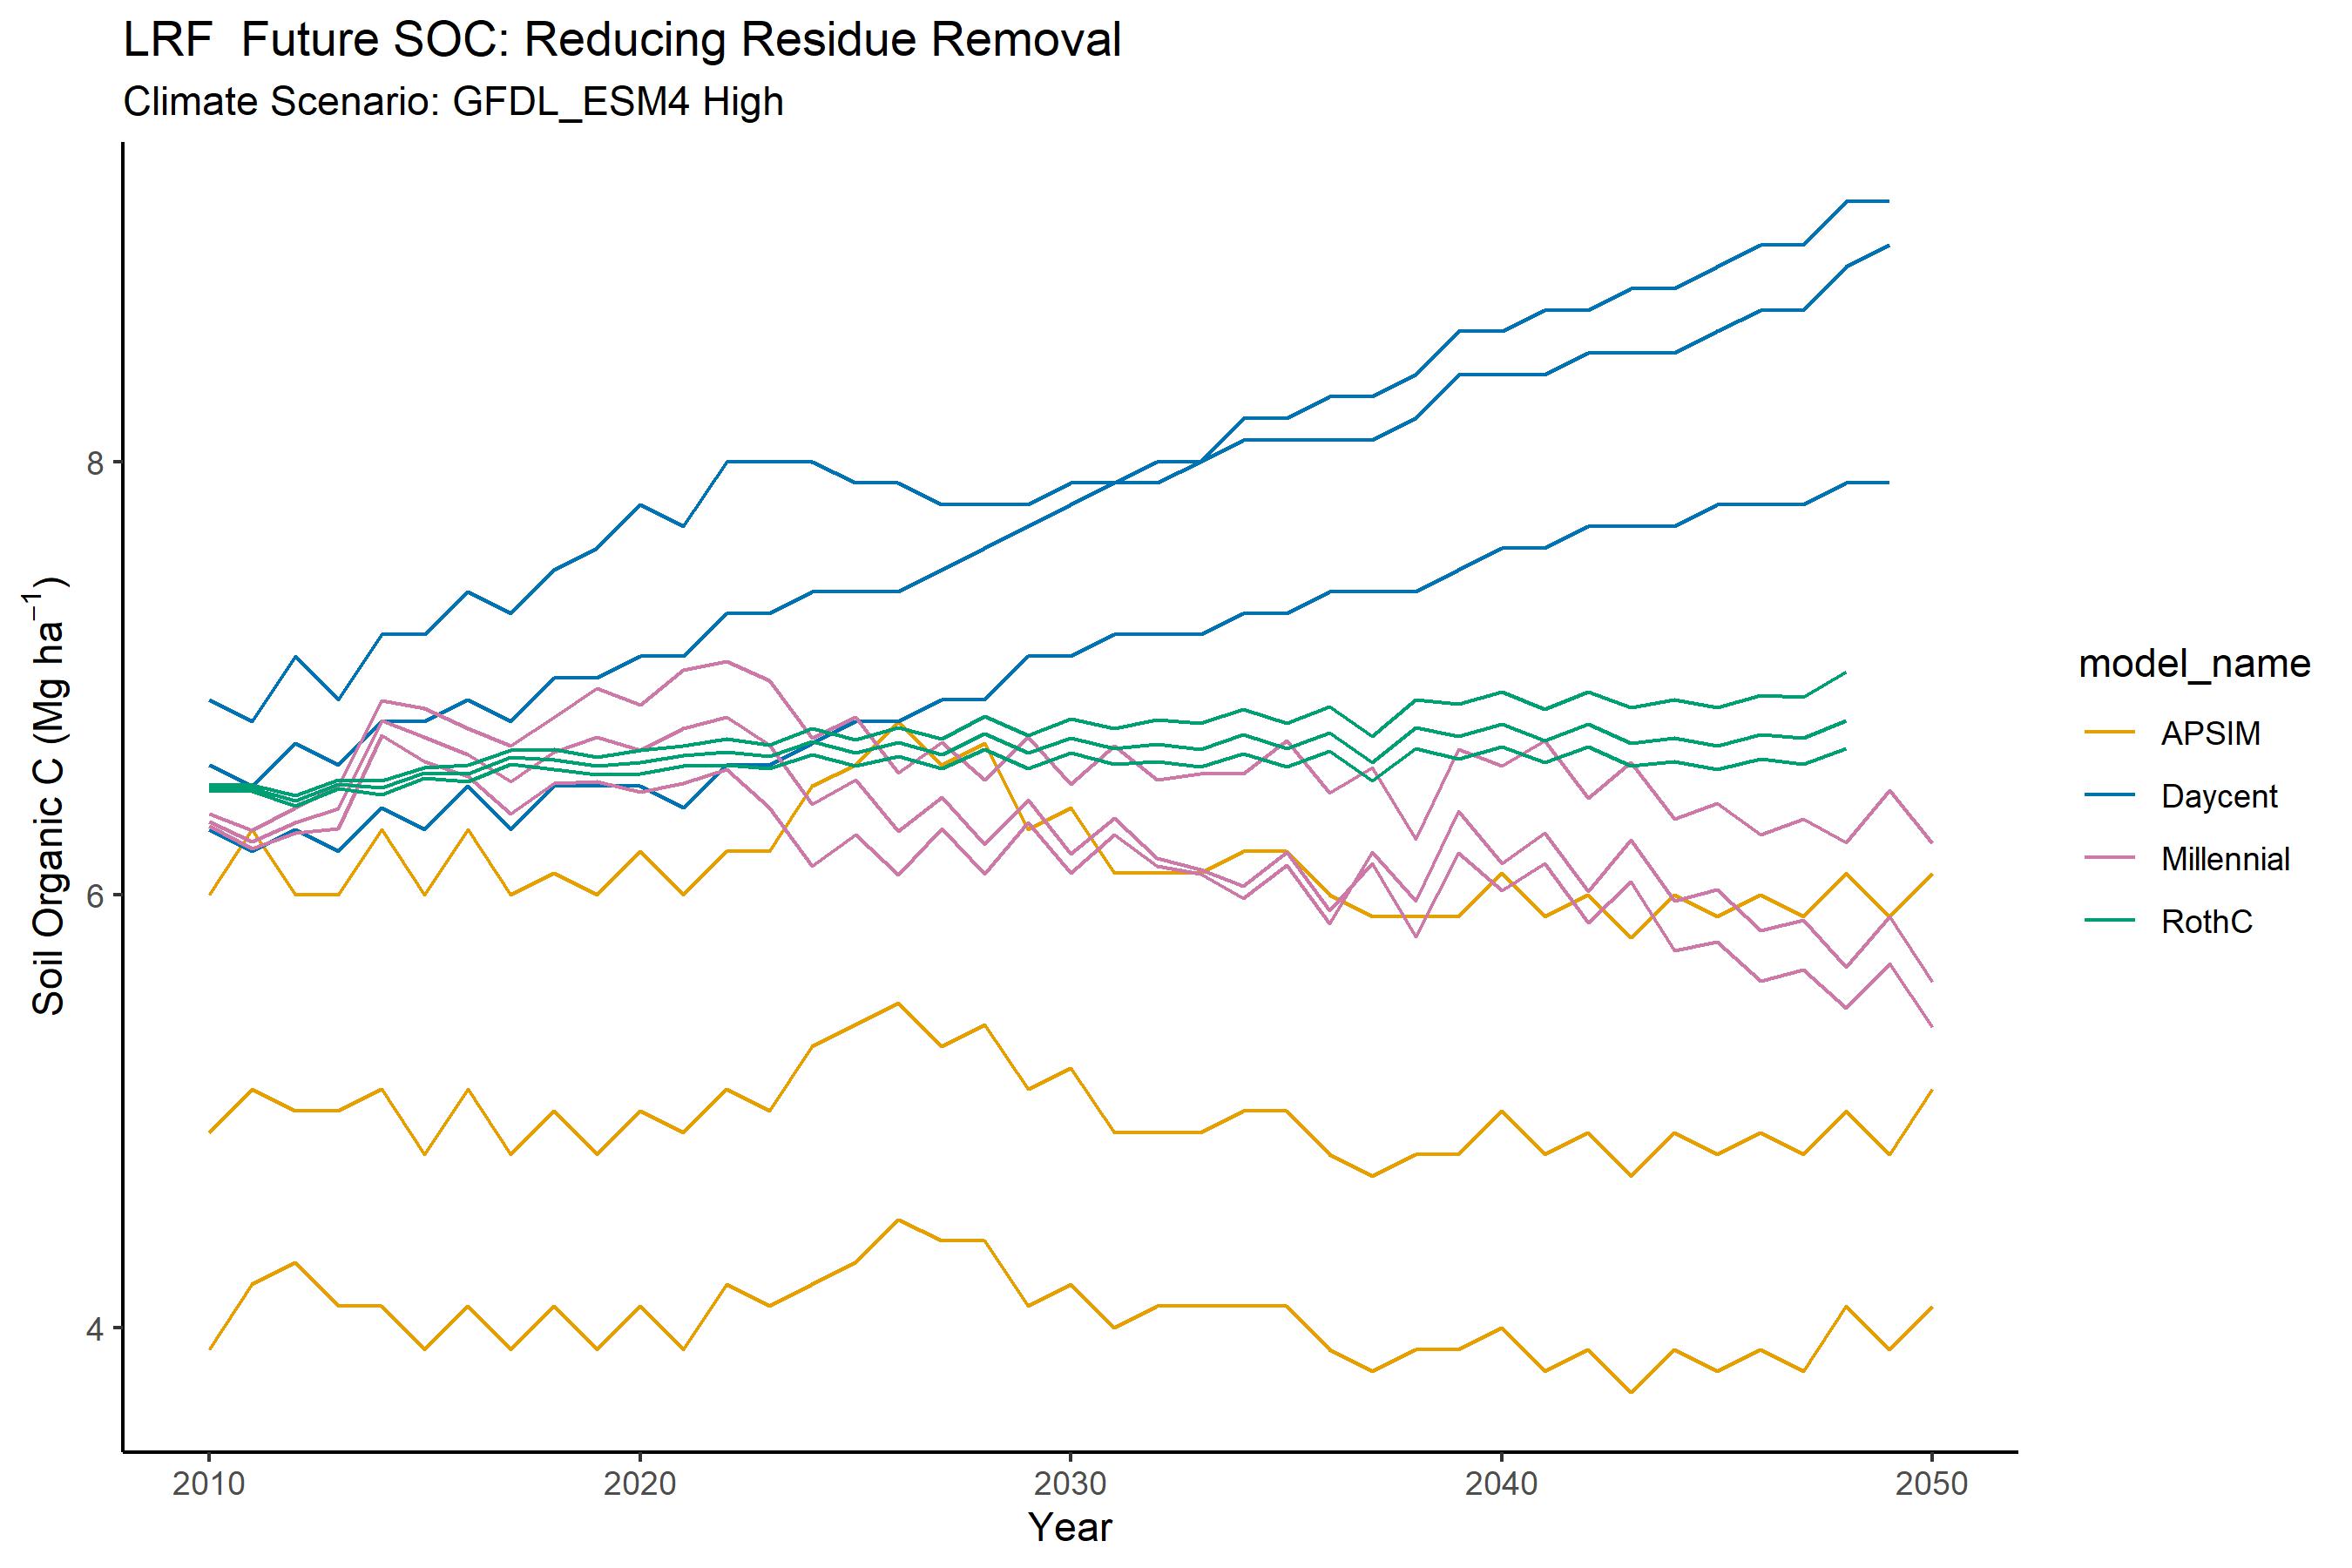 LRF  Future SOC: Reducing Residue Removal
Climate Scenario: GFDL_ESM4 High
Soil Organic C (Mg ha⁻¹)
8
6
4
2010
2020
2030
2040
2050
Year
model_name
APSIM
Daycent
Millennial
RothC